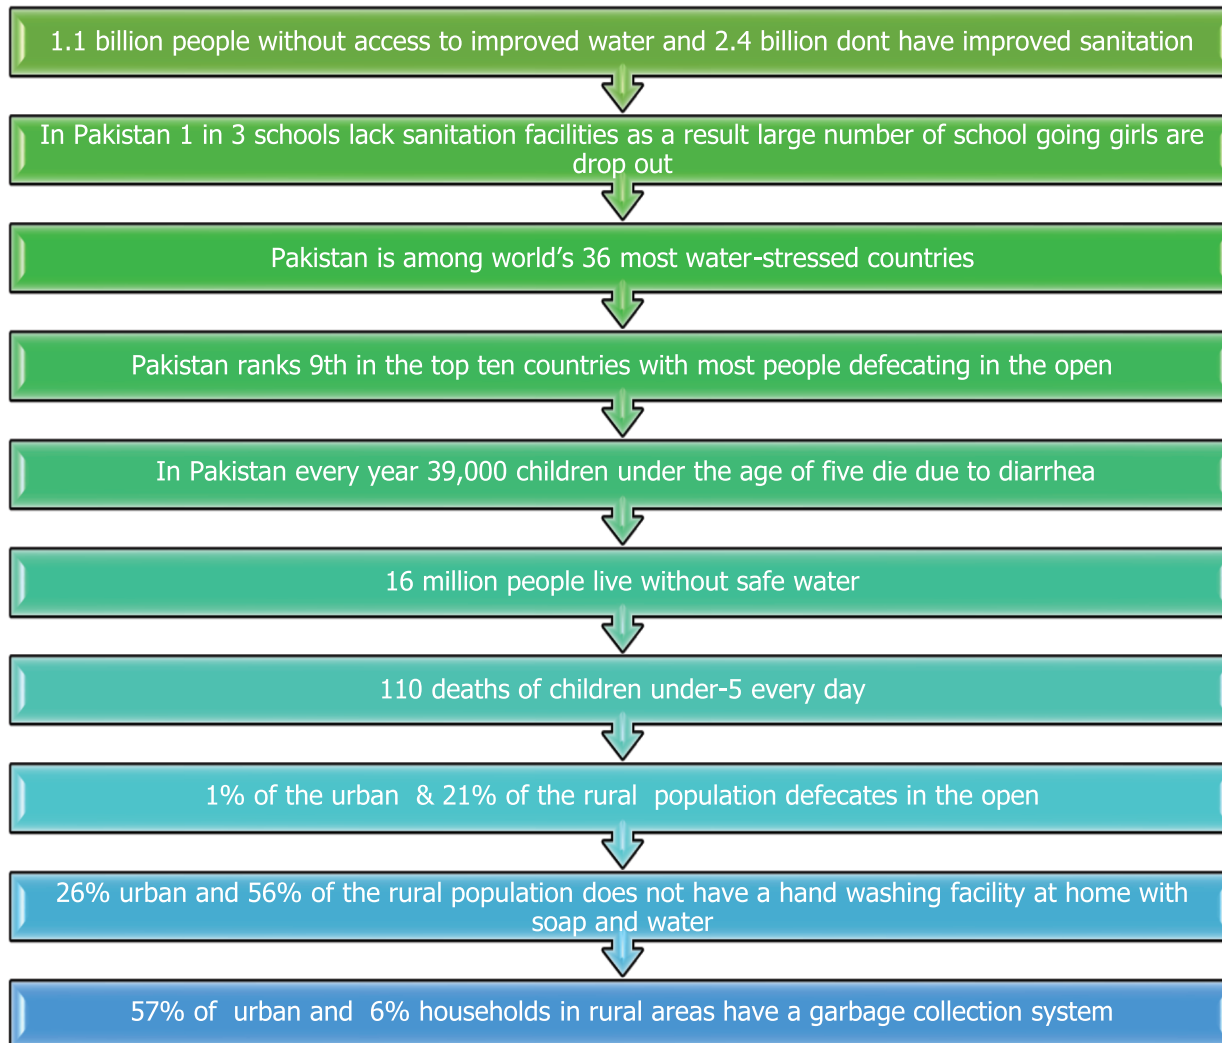 1.1 billion people without access to improved water and 2.4 billion dont have improved sanitation
In Pakistan 1 in 3 schools lack sanitation facilities as a result large number of school going girls are
drop out
Pakistan is among world’s 36 most water-stressed countries
Pakistan ranks 9th in the top ten countries with most people defecating in the open
In Pakistan every year 39,000 children under the age of five die due to diarrhea
16 million people live without safe water
110 deaths of children under-5 every day
1% of the urban & 21% of the rural population defecates in the open
26% urban and 56% of the rural population does not have a hand washing facility at home with
soap and water
57% of urban and 6% households in rural areas have a garbage collection system